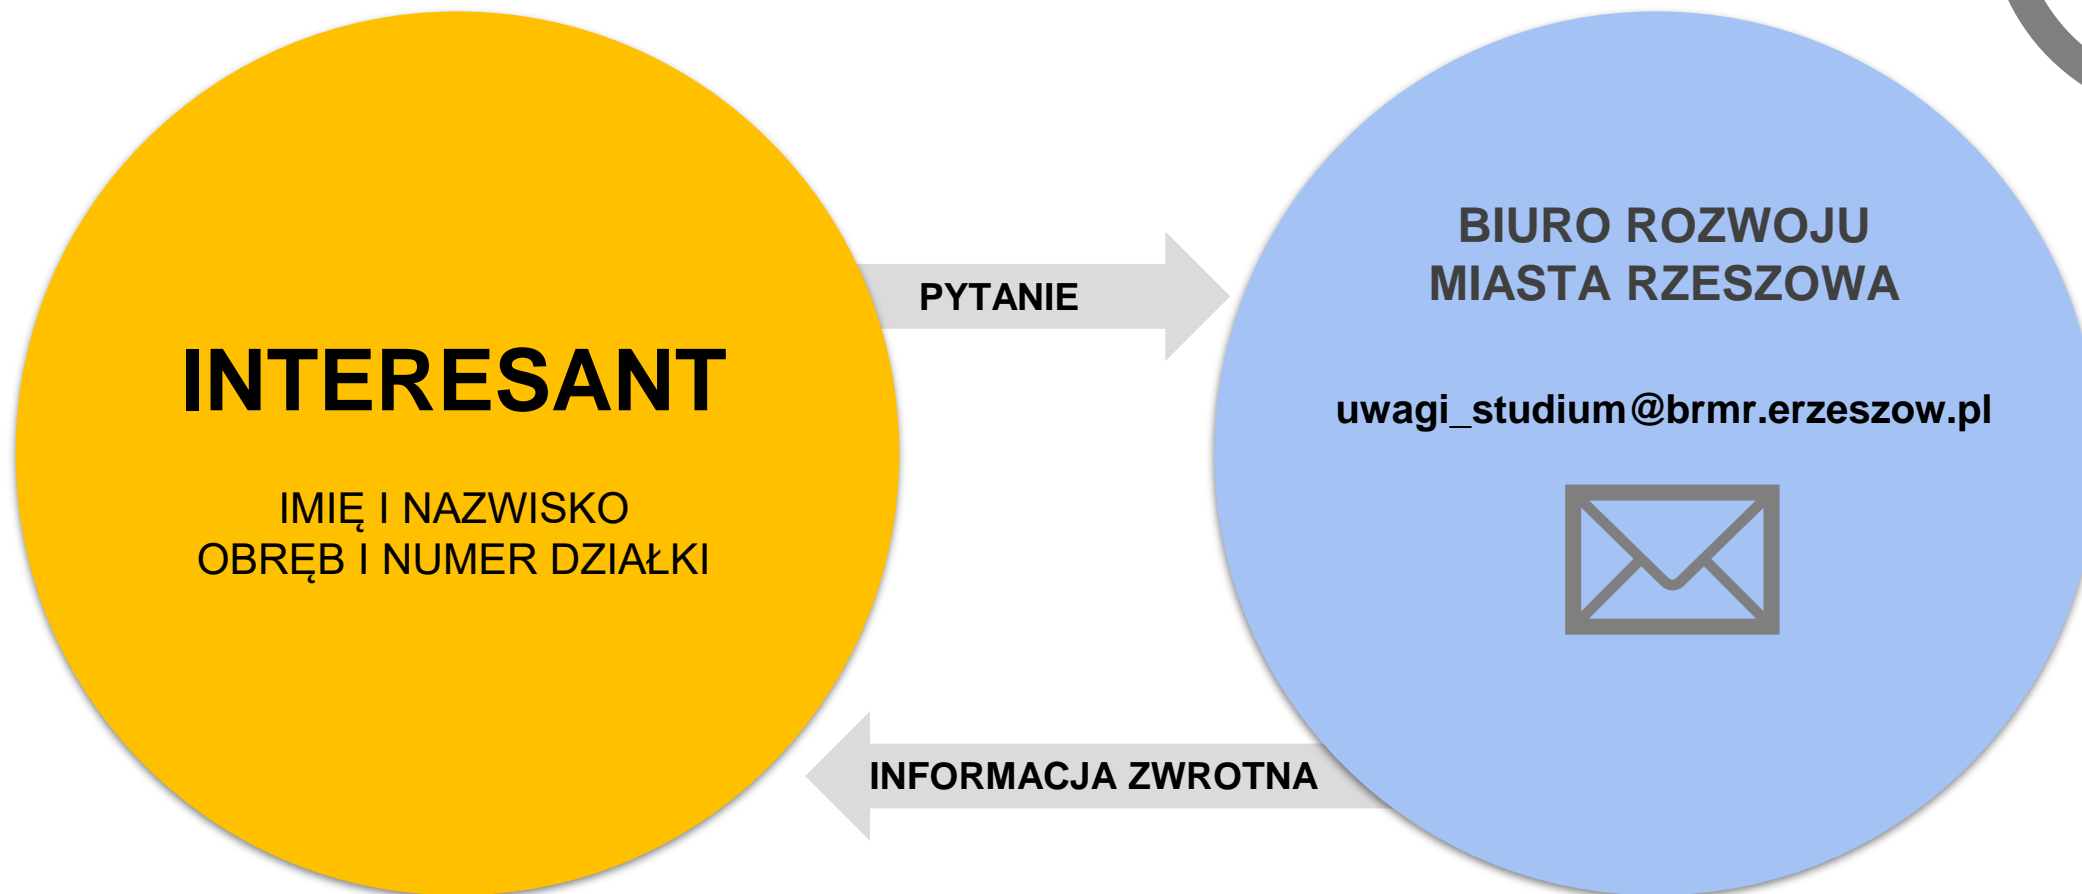 INTERESANT
IMIĘ I NAZWISKO
OBRĘB I NUMER DZIAŁKI
PYTANIE
BIURO ROZWOJU
MIASTA RZESZOWA
uwagi_studium@brmr.erzeszow.pl
INFORMACJA ZWROTNA